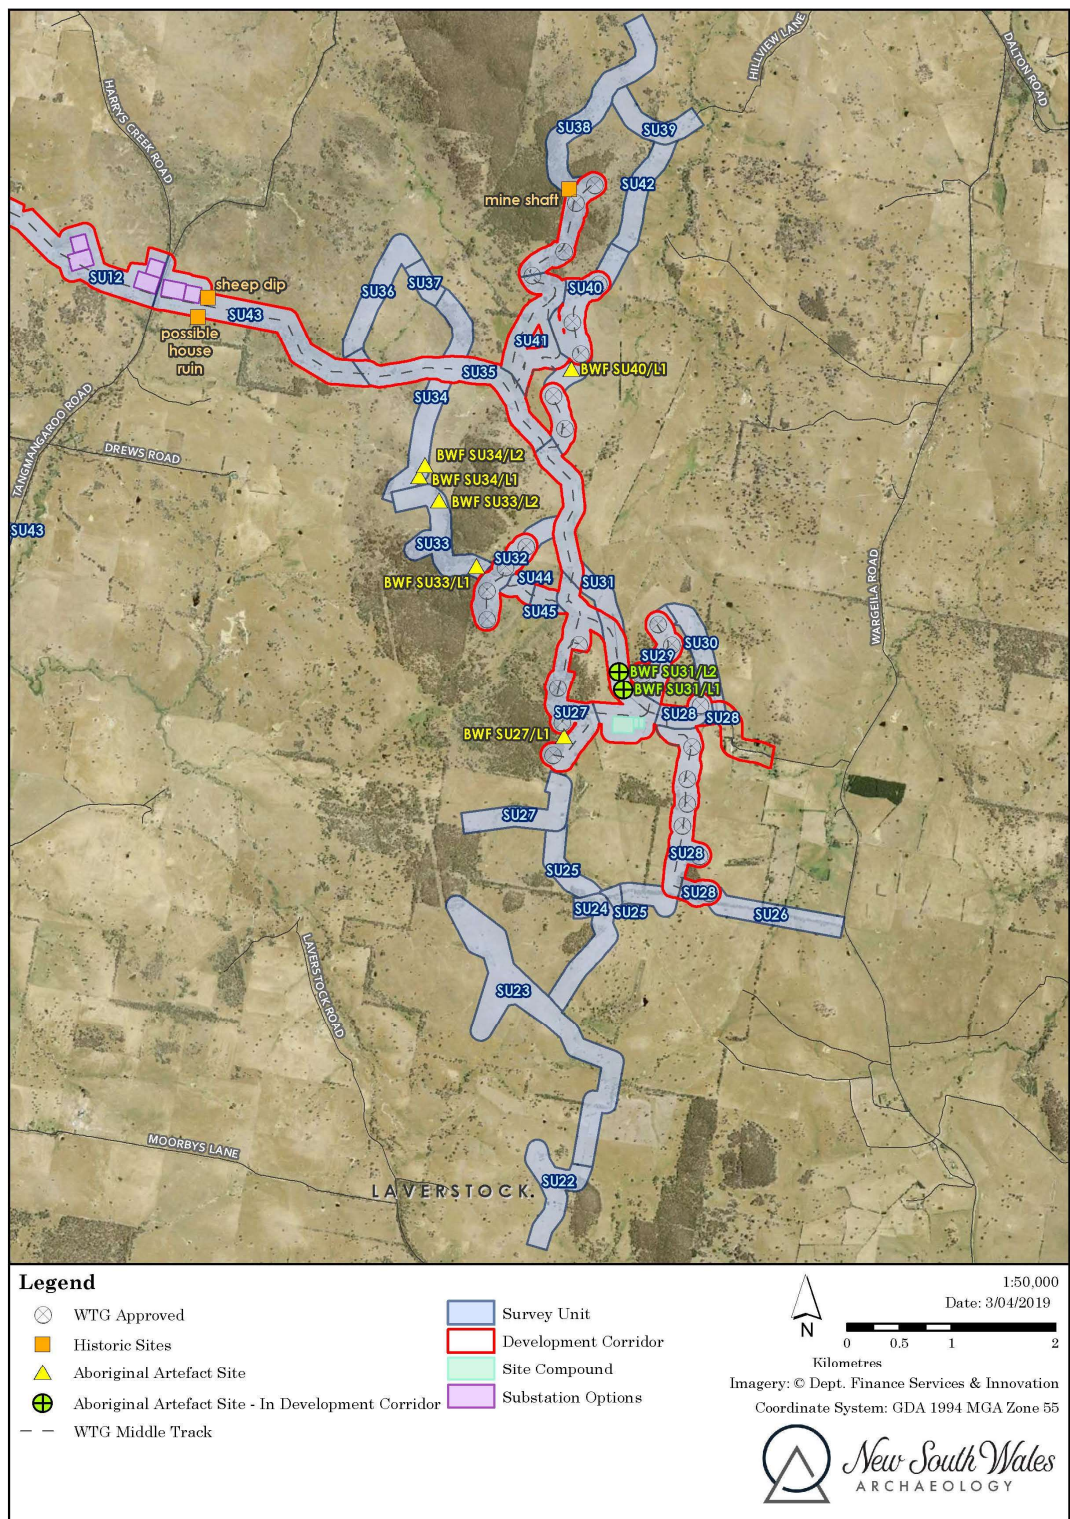 HILLVIEW LANE
DALTON ROAD
HARRYS CREEK ROAD
SU38
SU39
SU42
mine shaft
SU12
sheep dip
SU43
possible
house
ruin
SU36
SU37
SU40
SU41
BWF SU40/L1
SU35
SU34
TANGMANGAROO ROAD
DREWS ROAD
BWF SU34/L2
BWF SU34/L1
BWF SU33/L2
SU43
SU33
SU32
BWF SU33/L1
SU44
SU31
SU45
WARGEILA ROAD
SU30
SU29
BWF SU31/L2
BWF SU31/L1
SU27
SU28
SU28
BWF SU27/L1
SU27
SU28
SU25
SU28
SU24
SU25
SU26
LAVERSTOCK ROAD
SU23
MOORBYS LANE
SU22
LAVERSTOCK
Legend
WTG Approved
Historic Sites
Aboriginal Artefact Site
Aboriginal Artefact Site - In Development Corridor
WTG Middle Track
Survey Unit
Development Corridor
Site Compound
Substation Options
N
1:50,000
Date: 3/04/2019
0 0.5 1 2
Kilometres
Imagery: © Dept. Finance Services & Innovation
Coordinate System: GDA 1994 MGA Zone 55
New South Wales
ARCHAEOLOGY